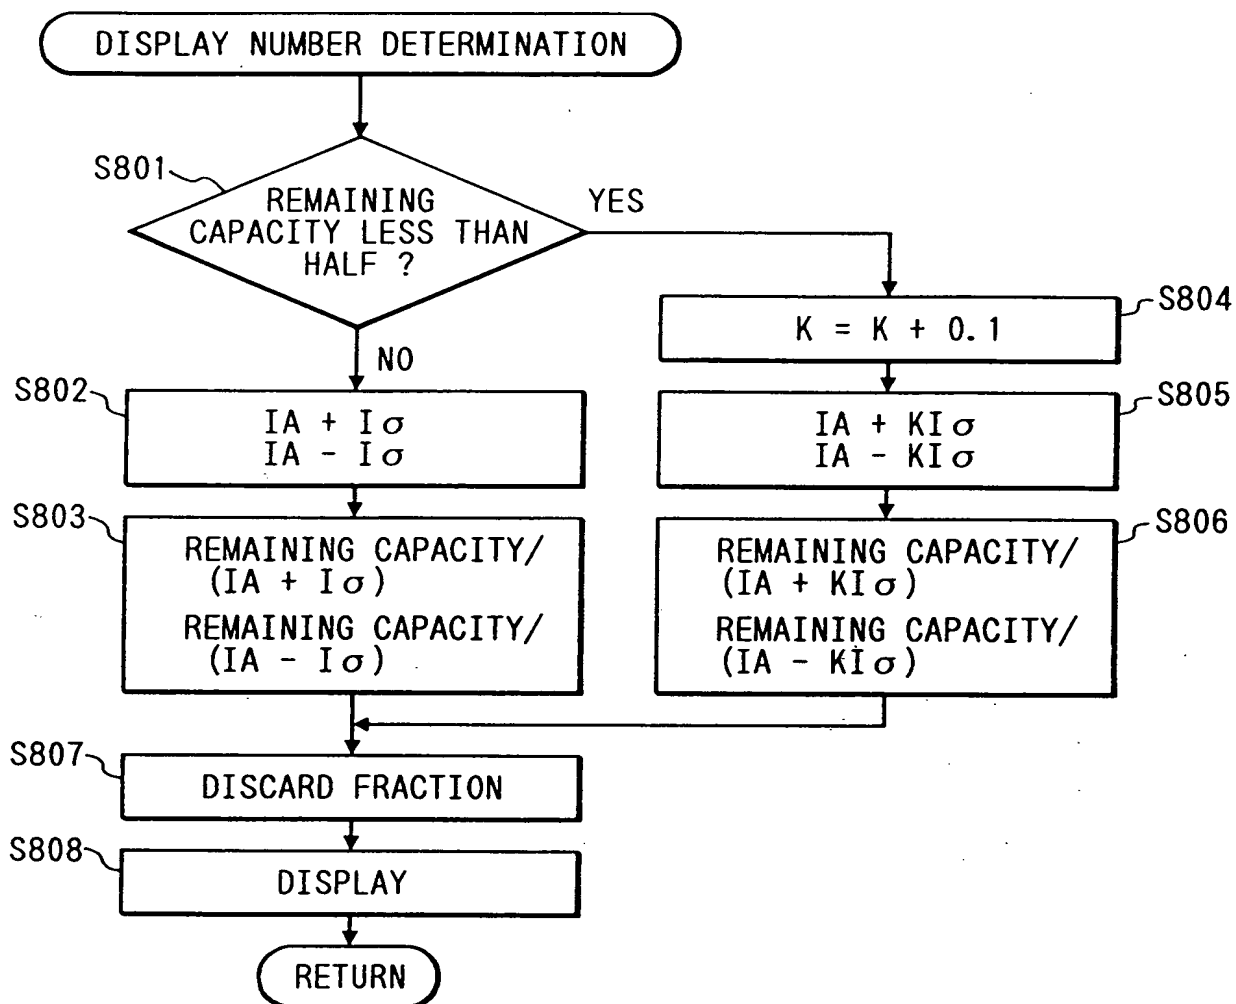 DISPLAY NUMBER DETERMINATION
S801
REMAINING
CAPACITY LESS THAN
HALF ?
YES
NO
S804
K = K + 0.1
S802
IA + Iσ
IA - Iσ
S805
IA + KIσ
IA - KIσ
S803
REMAINING CAPACITY/
(IA + Iσ)
REMAINING CAPACITY/
(IA - Iσ)
S806
REMAINING CAPACITY/
(IA + KIσ)
REMAINING CAPACITY/
(IA - KIσ)
S807
DISCARD FRACTION
S808
DISPLAY
RETURN